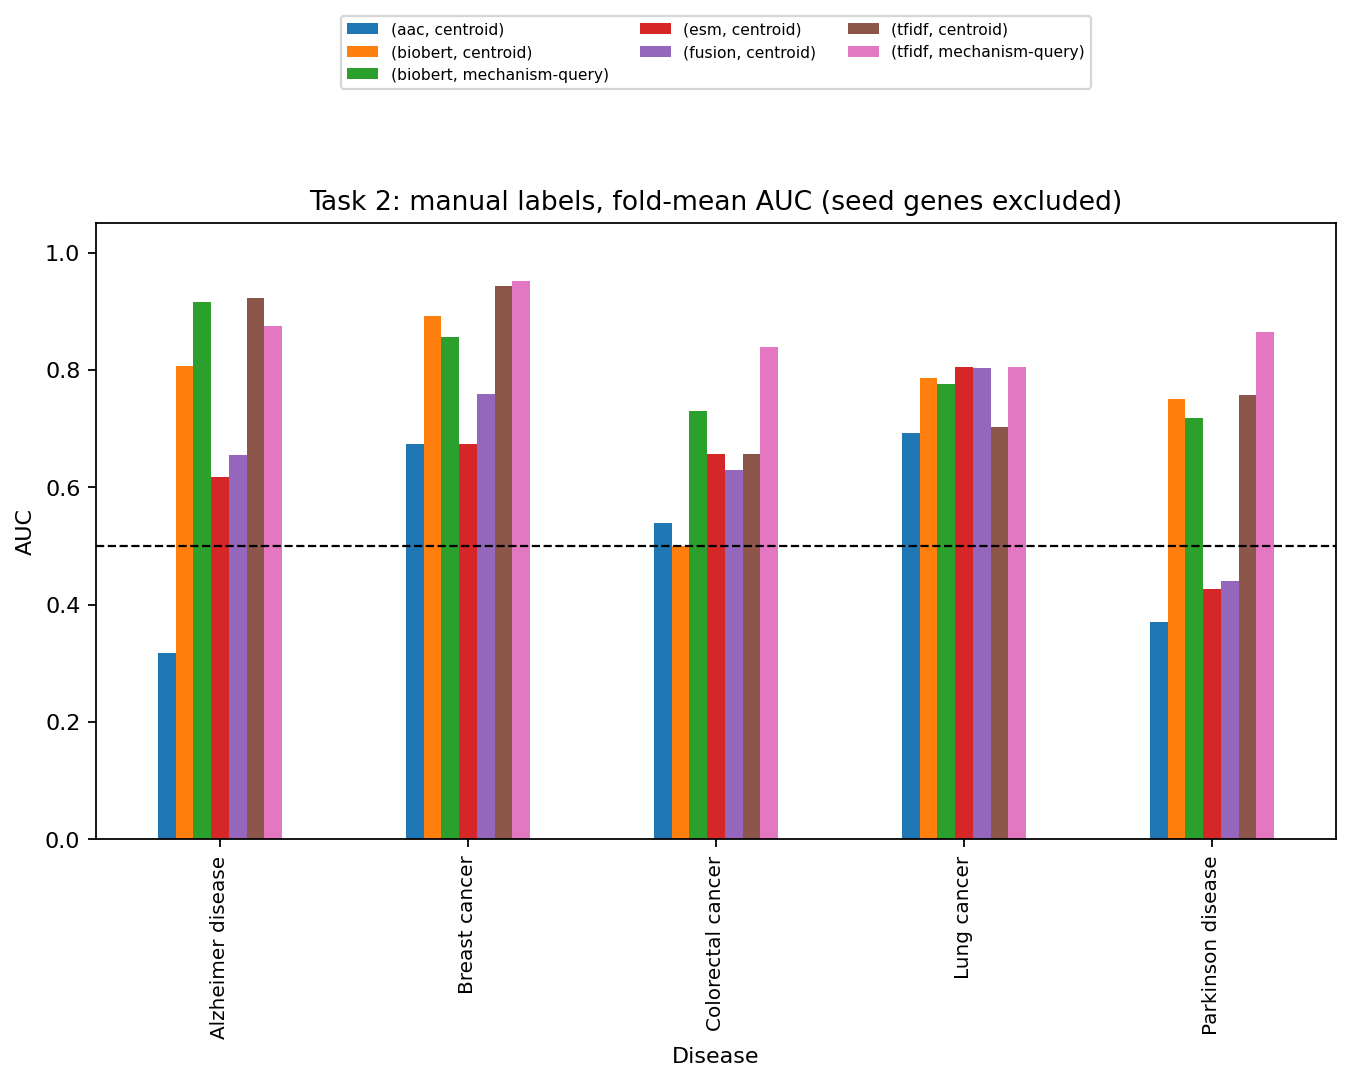 (aac, centroid)
(biobert, centroid)
(biobert, mechanism-query)
(esm, centroid)
(fusion, centroid)
(tfidf, centroid)
(tfidf, mechanism-query)
Task 2: manual labels, fold-mean AUC (seed genes excluded)
1.0
0.8
0.6
0.4
0.2
0.0
AUC
Alzheimer disease
Breast cancer
Colorectal cancer
Lung cancer
Parkinson disease
Disease